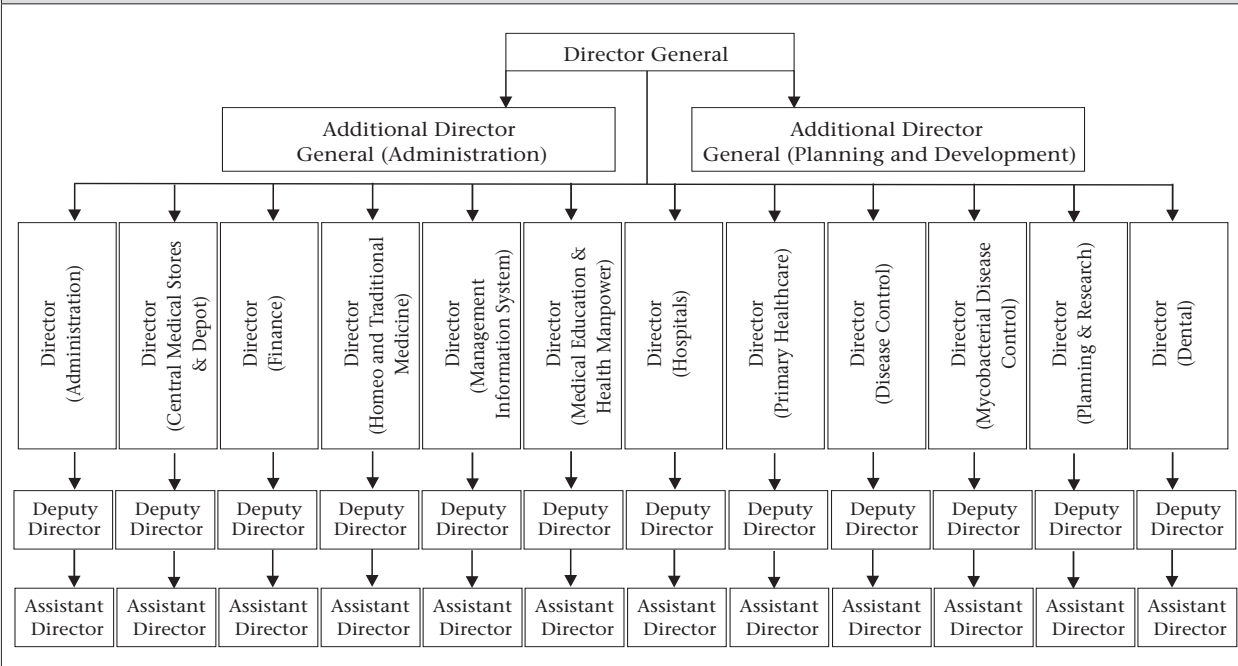 Director General
Additional Director
General (Administration)
Additional Director
General (Planning and Development)
Director
(Administration)
Director
(Central Medical Stores
& Depot)
Director
(Finance)
Director
(Homeo and Traditional
Medicine)
Director
(Management
Information System)
Director
(Medical Education &
Health Manpower)
Director
(Hospitals)
Director
(Primary Healthcare)
Director
(Disease Control)
Director
(Mycobacterial Disease
Control)
Director
(Planning & Research)
Director
(Dental)
Deputy
Director
Deputy
Director
Deputy
Director
Deputy
Director
Deputy
Director
Deputy
Director
Deputy
Director
Deputy
Director
Deputy
Director
Deputy
Director
Deputy
Director
Deputy
Director
Assistant
Director
Assistant
Director
Assistant
Director
Assistant
Director
Assistant
Director
Assistant
Director
Assistant
Director
Assistant
Director
Assistant
Director
Assistant
Director
Assistant
Director
Assistant
Director